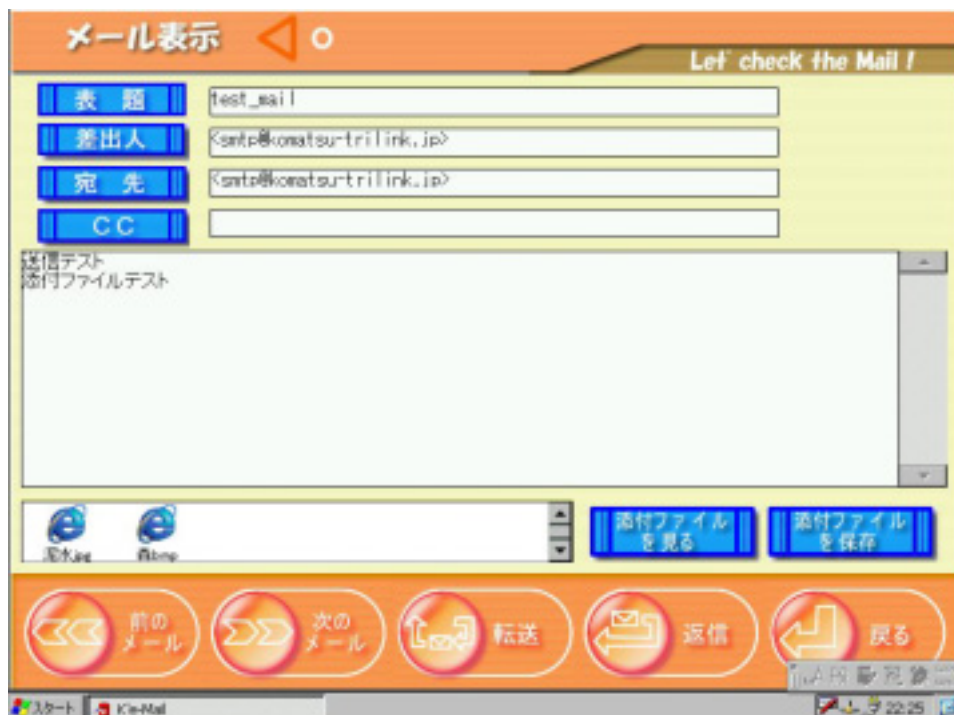 メール表示
Let' check the Mail !
表 題
test_mail
差出人
<smtp@komatsu-trilink.jp>
宛 先
<smtp@komatsu-trilink.jp>
CC
送信テスト
添付ファイルテスト
添付ファイル
を見る
添付ファイル
を保存
前の
メール
次の
メール
転送
返信
戻る
スタート
22:25